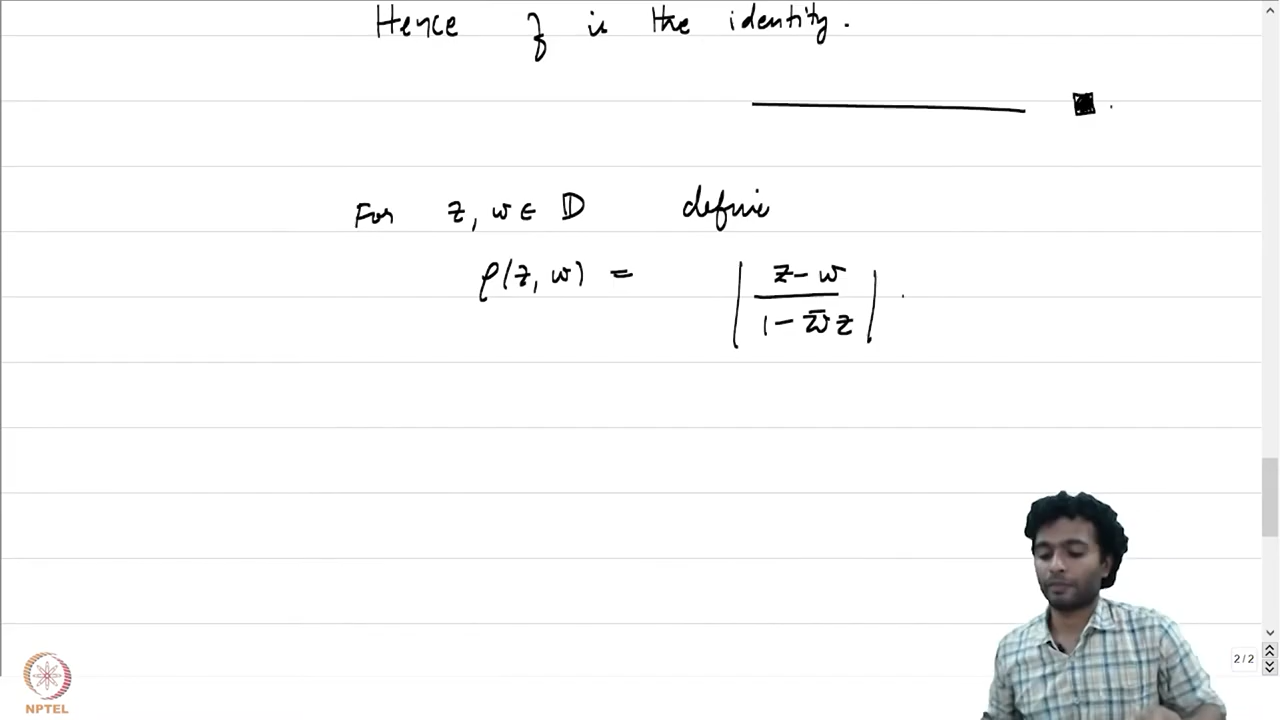 Hence f is the identity.
For z, w ∈ 𝔻 define
ρ(z, w) = | z - w / 1 - w̄ z | .
2 / 2
NPTEL